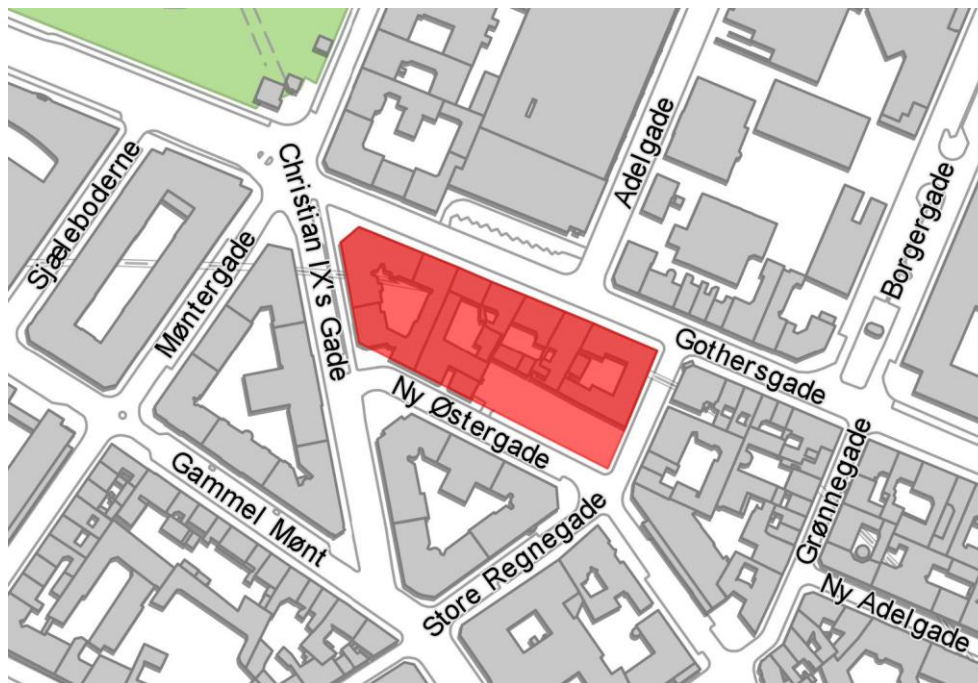 Sjæleboderne
Møntergade
Christian IX's Gade
Adelgade
Borgergade
Gothersgade
Ny Østergade
Gammel Mønt
Store Regnegade
Grønnegade
Ny Adelgade